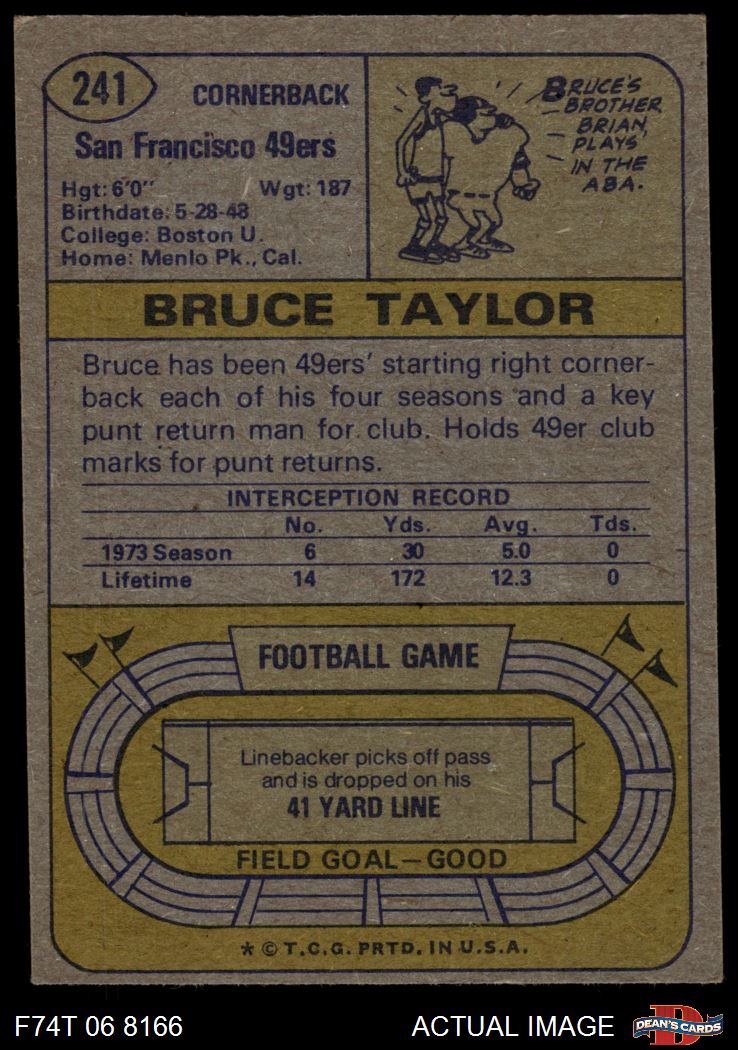 241
CORNERBACK
San Francisco 49ers
Hgt: 6'0" Wgt: 187
Birthdate: 5-28-48
College: Boston U.
Home: Menlo Pk., Cal.
BRUCE'S
BROTHER
BRIAN,
PLAYS
IN THE
ABA.
BRUCE TAYLOR
Bruce has been 49ers' starting right corner-
back each of his four seasons and a key
punt return man for club. Holds 49er club
marks for punt returns.
INTERCEPTION RECORD
No. Yds. Avg. Tds.
1973 Season 6 30 5.0 0
Lifetime 14 172 12.3 0
FOOTBALL GAME
Linebacker picks off pass
and is dropped on his
41 YARD LINE
FIELD GOAL—GOOD
* © T.C.G. PRTD. IN U.S.A.
F74T 06 8166 ACTUAL IMAGE
D
DEAN'S CARDS